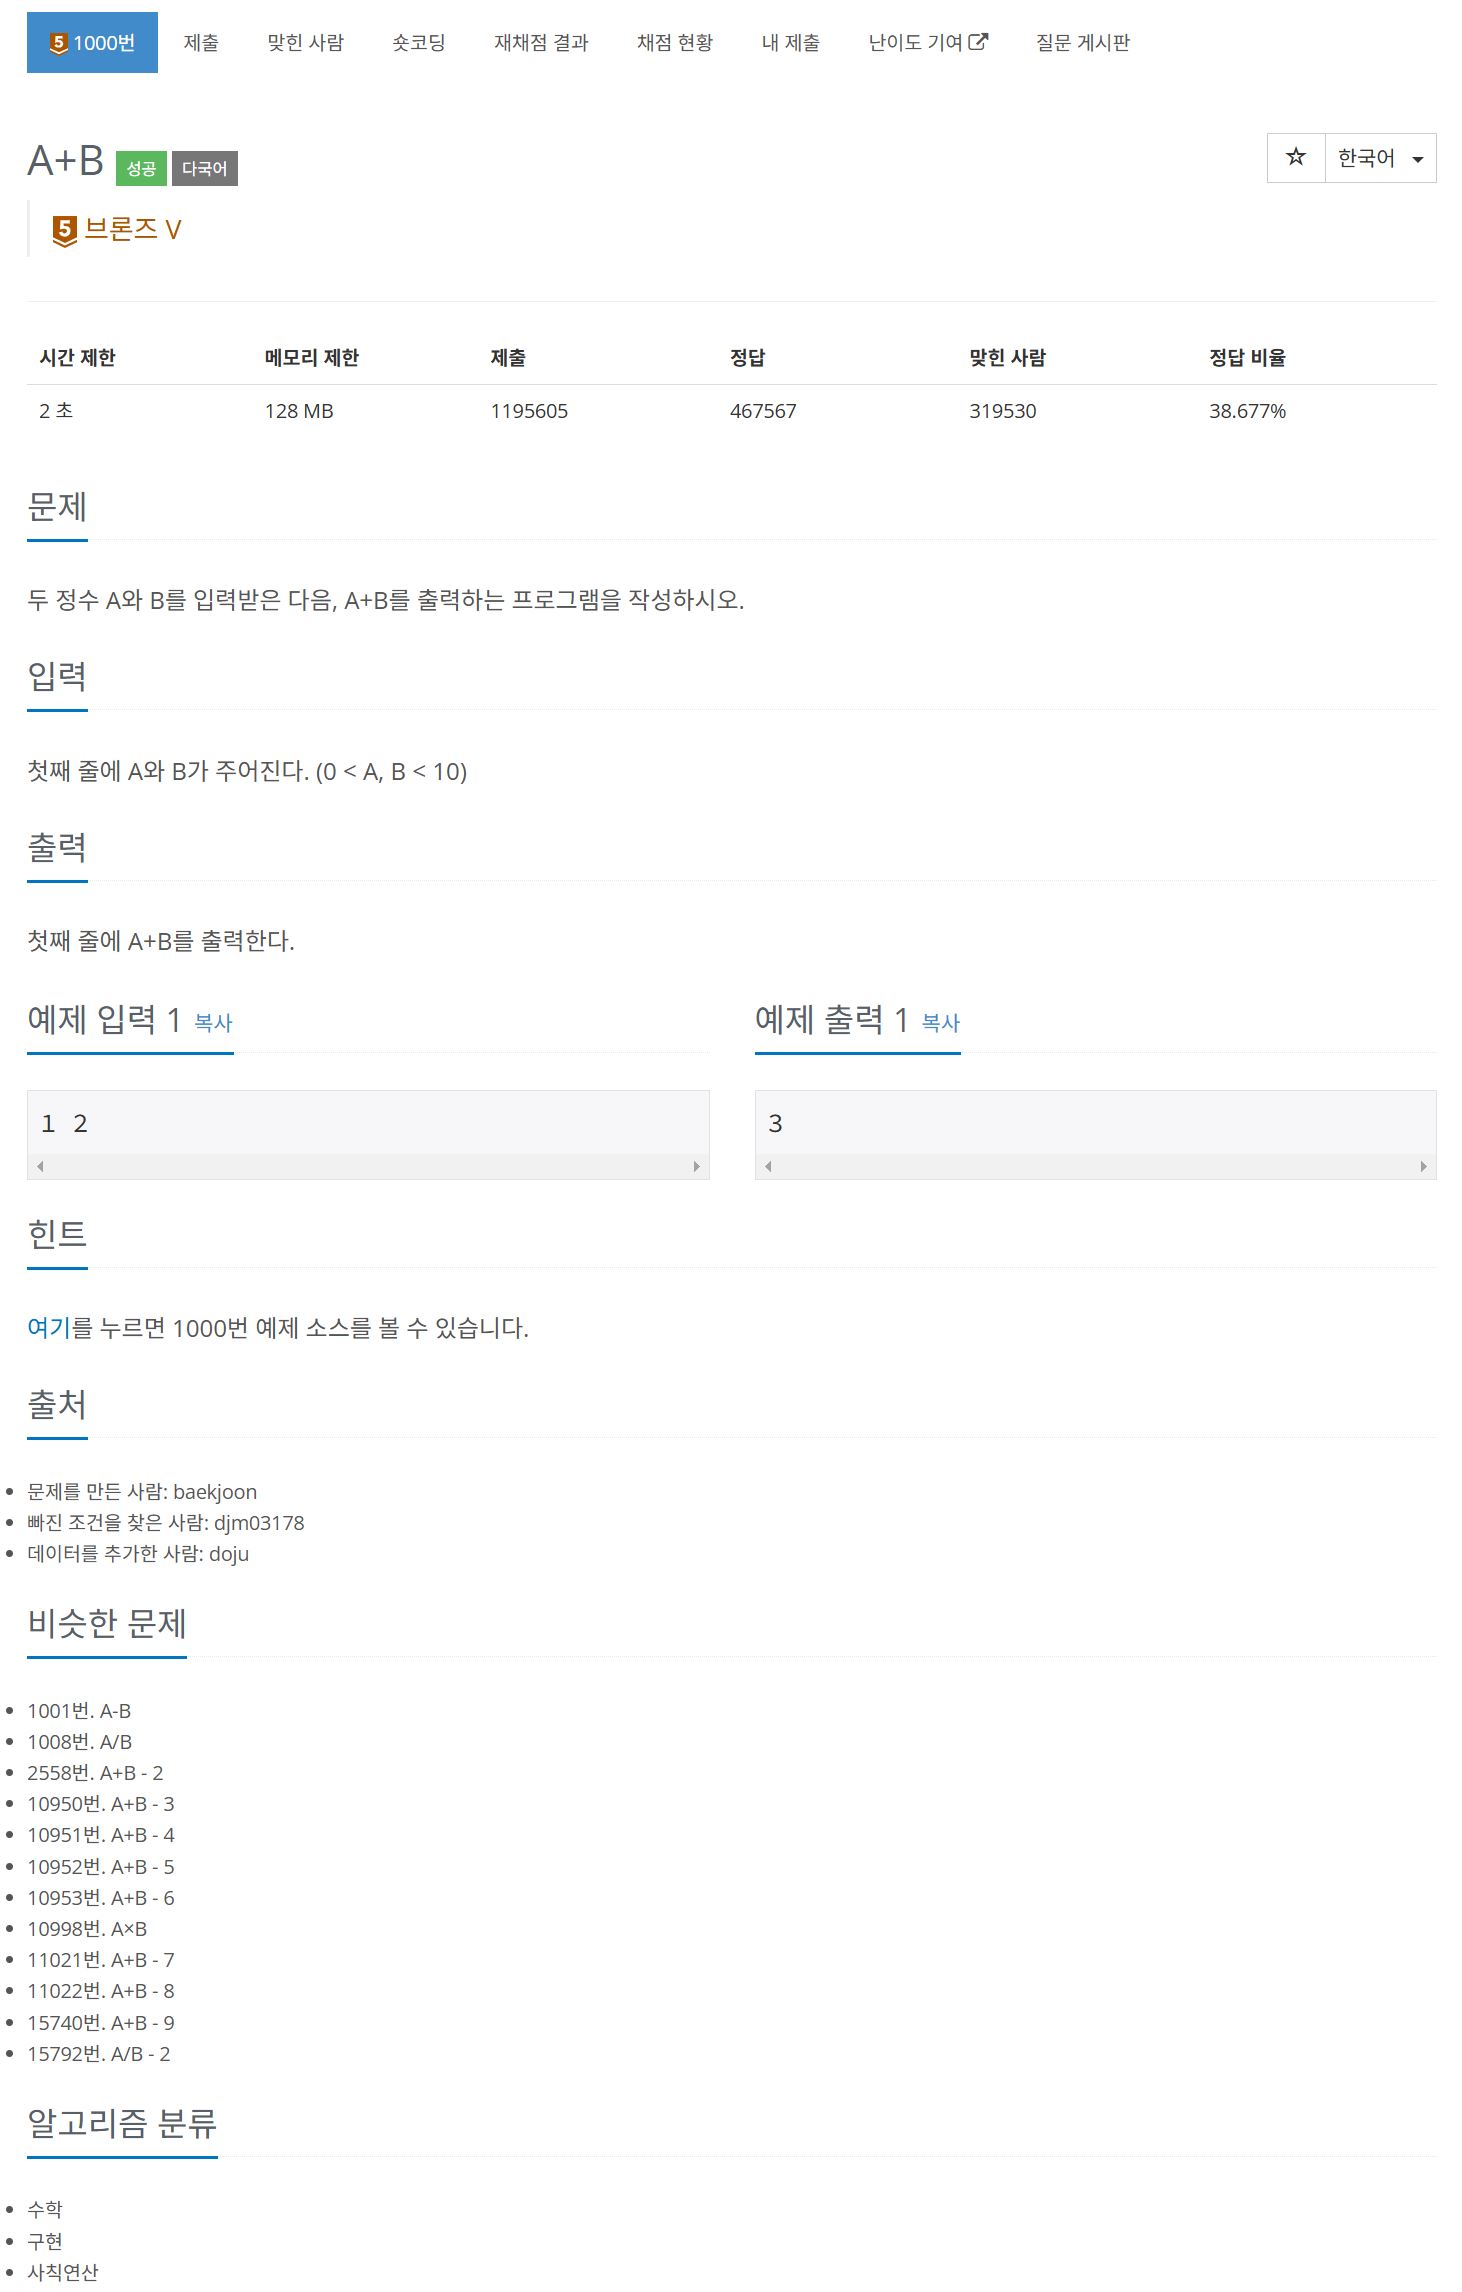 5 1000번 제출 맞힌 사람 숏코딩 재채점 결과 채점 현황 내 제출 난이도 기여 질문 게시판
A+B 성공 다국어 ☆ 한국어
5 브론즈 V
시간 제한 메모리 제한 제출 정답 맞힌 사람 정답 비율
2 초 128 MB 1195605 467567 319530 38.677%
문제
두 정수 A와 B를 입력받은 다음, A+B를 출력하는 프로그램을 작성하시오.
입력
첫째 줄에 A와 B가 주어진다. (0 < A, B < 10)
출력
첫째 줄에 A+B를 출력한다.
예제 입력 1 복사 예제 출력 1 복사
1 2 3
힌트
여기를 누르면 1000번 예제 소스를 볼 수 있습니다.
출처
문제를 만든 사람: baekjoon
빠진 조건을 찾은 사람: djm03178
데이터를 추가한 사람: doju
비슷한 문제
1001번. A-B
1008번. A/B
2558번. A+B - 2
10950번. A+B - 3
10951번. A+B - 4
10952번. A+B - 5
10953번. A+B - 6
10998번. A×B
11021번. A+B - 7
11022번. A+B - 8
15740번. A+B - 9
15792번. A/B - 2
알고리즘 분류
수학
구현
사칙연산